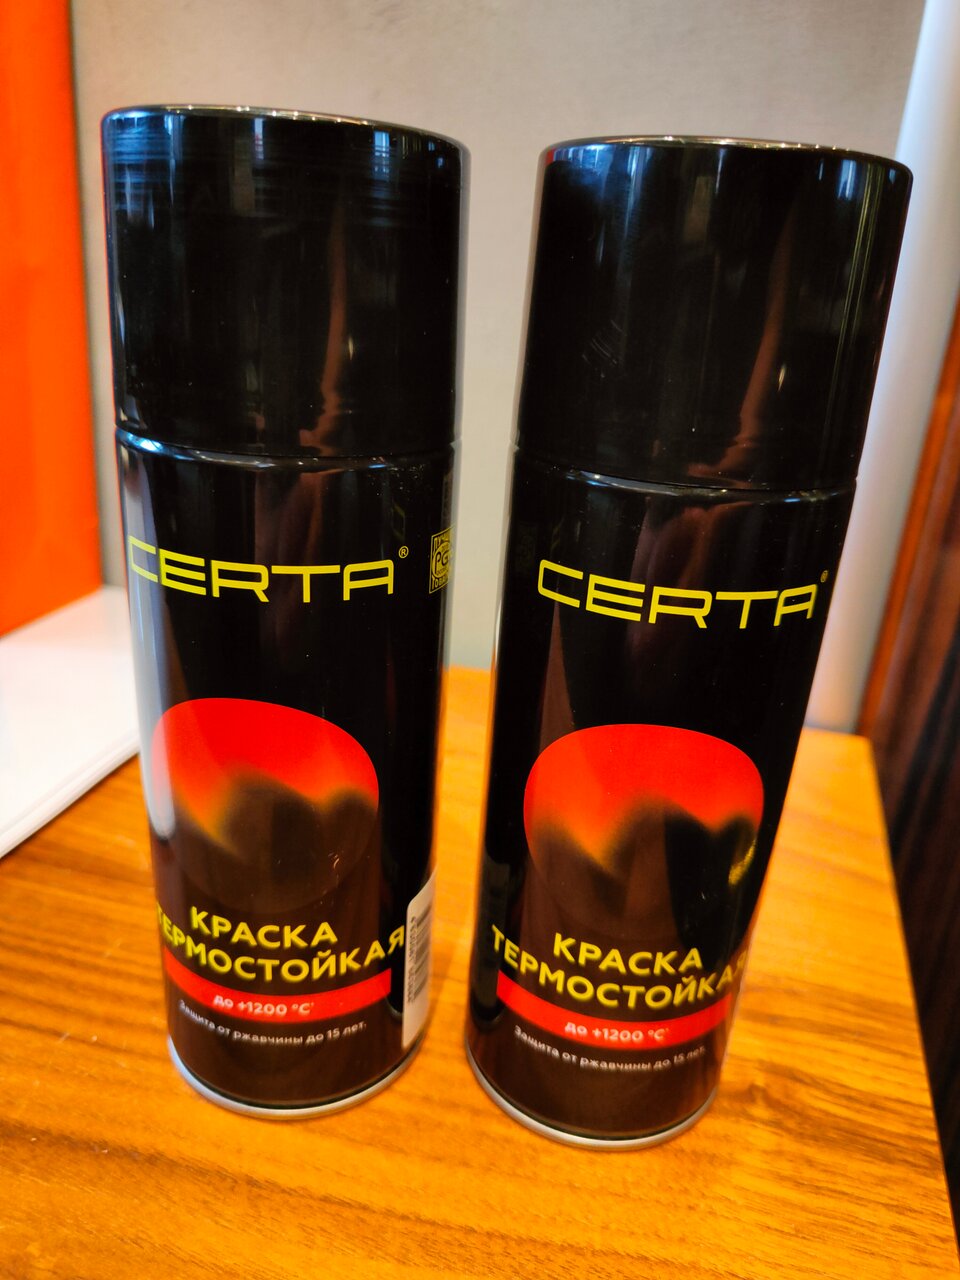 CERTA®
PG
КРАСКА
ТЕРМОСТОЙКАЯ
до +1200 °C*
Защита от ржавчины до 15 лет.
CERTA®
КРАСКА
ТЕРМОСТОЙКАЯ
до +1200 °C*
Защита от ржавчины до 15 лет.